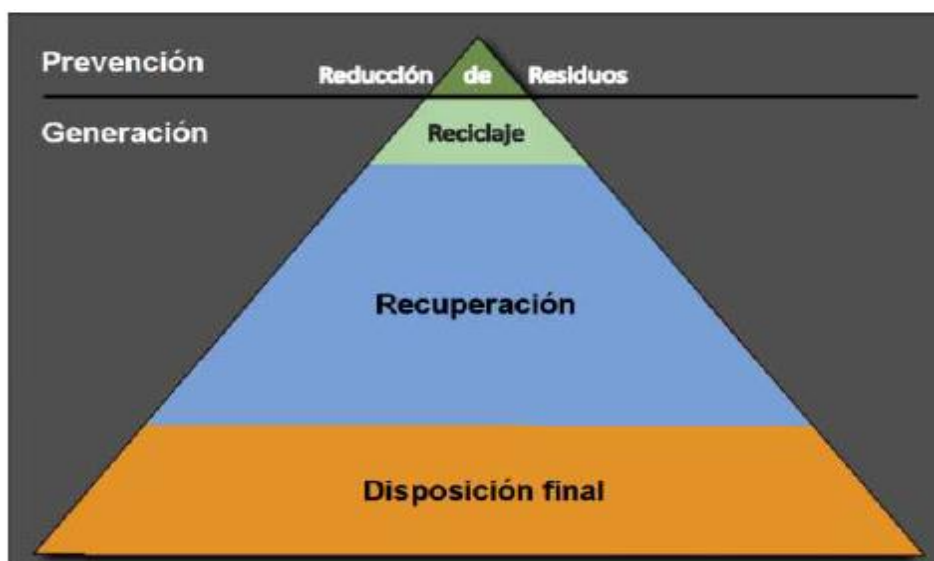 Prevención
Reducción de Residuos
Generación
Reciclaje
Recuperación
Disposición final